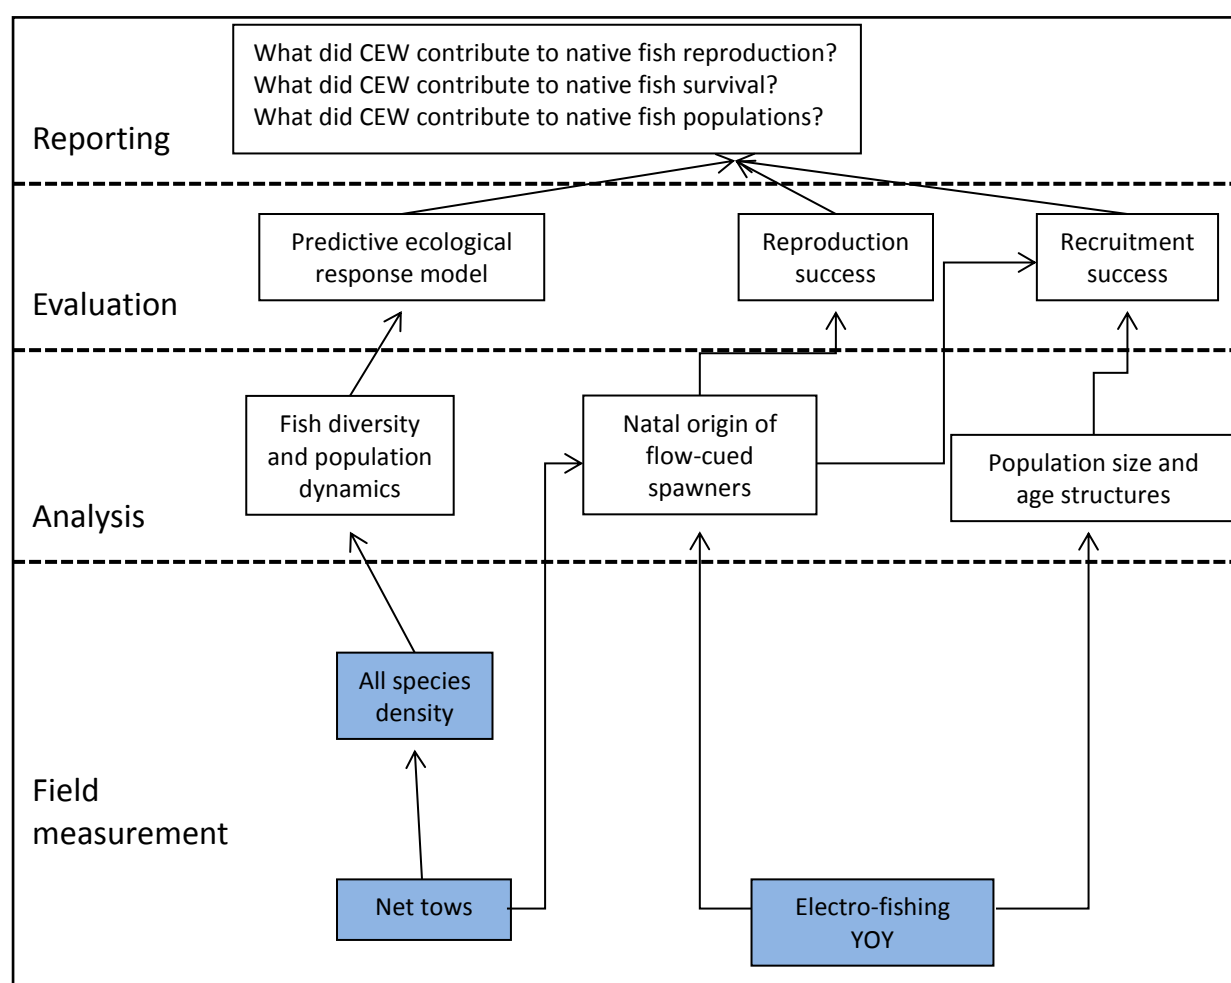 What did CEW contribute to native fish reproduction?
What did CEW contribute to native fish survival?
What did CEW contribute to native fish populations?
Reporting
Predictive ecological
response model
Reproduction
success
Recruitment
success
Evaluation
Fish diversity
and population
dynamics
Natal origin of
flow-cued
spawners
Population size and
age structures
Analysis
All species
density
Field
measurement
Net tows
Electro-fishing
YOY